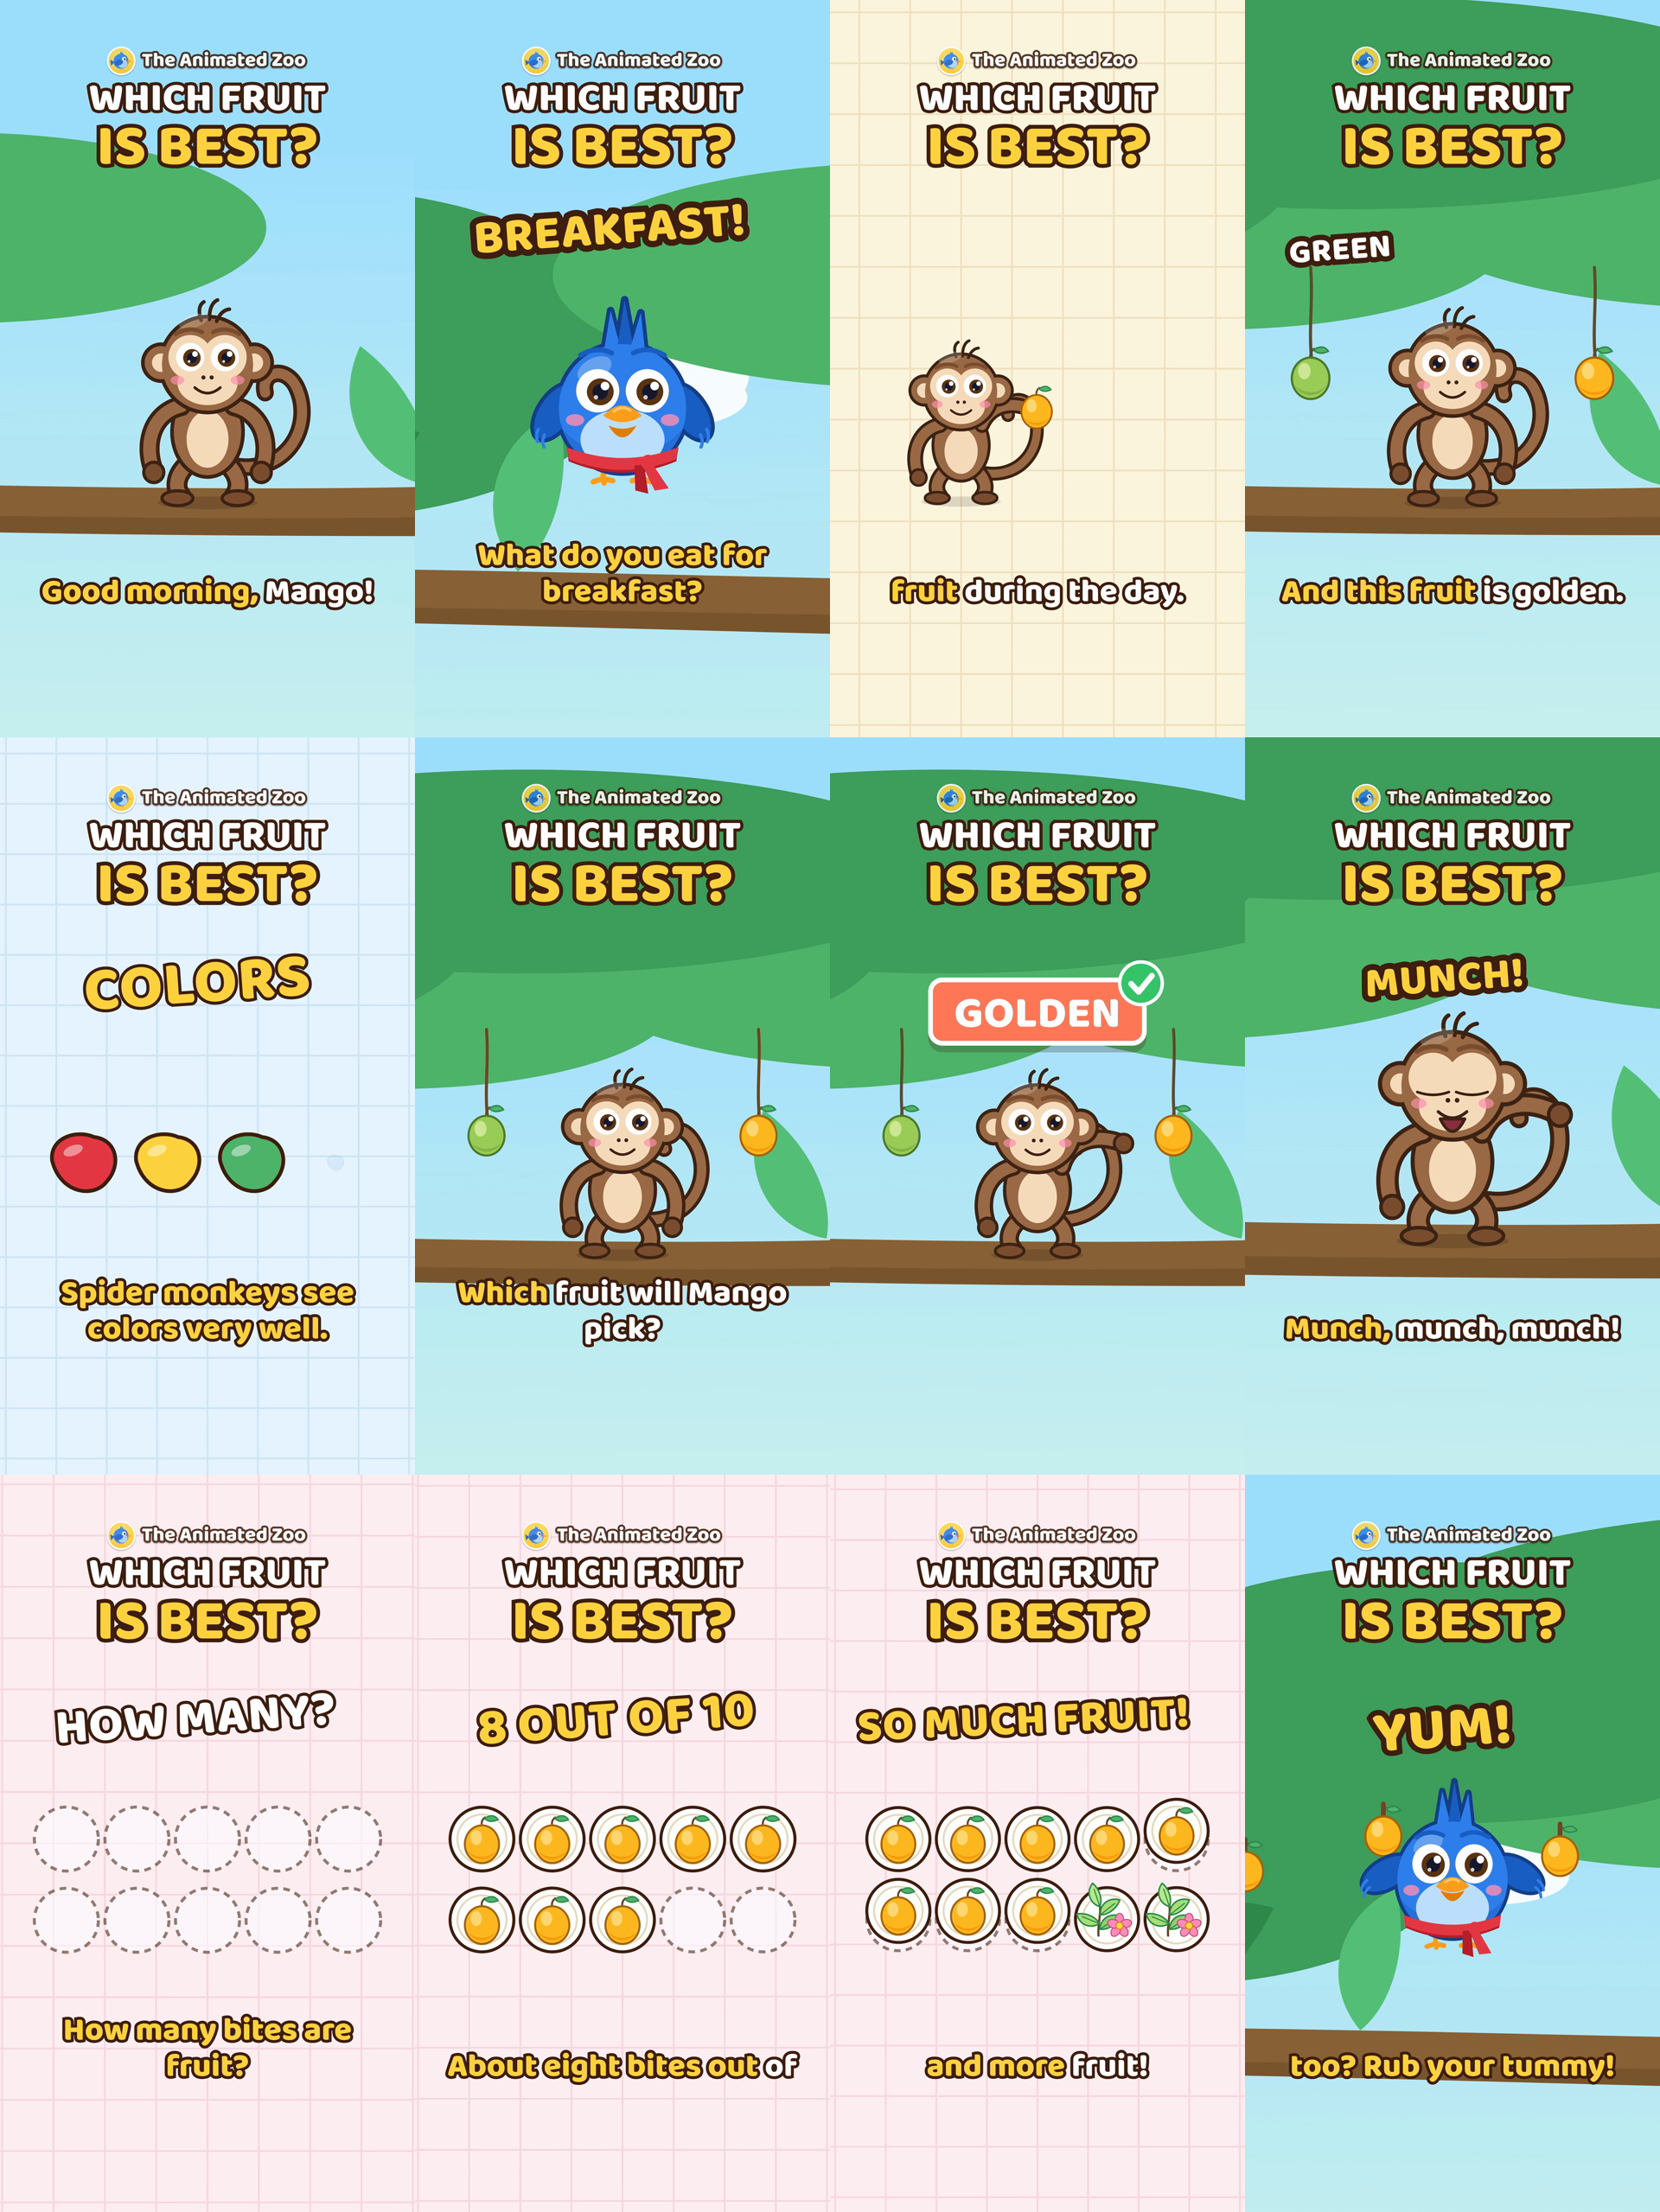 The Animated Zoo
WHICH FRUIT
IS BEST?
Good morning, Mango!
The Animated Zoo
WHICH FRUIT
IS BEST?
BREAKFAST!
What do you eat for
breakfast?
The Animated Zoo
WHICH FRUIT
IS BEST?
fruit during the day.
The Animated Zoo
WHICH FRUIT
IS BEST?
GREEN
And this fruit is golden.
The Animated Zoo
WHICH FRUIT
IS BEST?
COLORS
Spider monkeys see
colors very well.
The Animated Zoo
WHICH FRUIT
IS BEST?
Which fruit will Mango
pick?
The Animated Zoo
WHICH FRUIT
IS BEST?
GOLDEN
The Animated Zoo
WHICH FRUIT
IS BEST?
MUNCH!
Munch, munch, munch!
The Animated Zoo
WHICH FRUIT
IS BEST?
HOW MANY?
How many bites are
fruit?
The Animated Zoo
WHICH FRUIT
IS BEST?
8 OUT OF 10
About eight bites out of
The Animated Zoo
WHICH FRUIT
IS BEST?
SO MUCH FRUIT!
and more fruit!
The Animated Zoo
WHICH FRUIT
IS BEST?
YUM!
too? Rub your tummy!